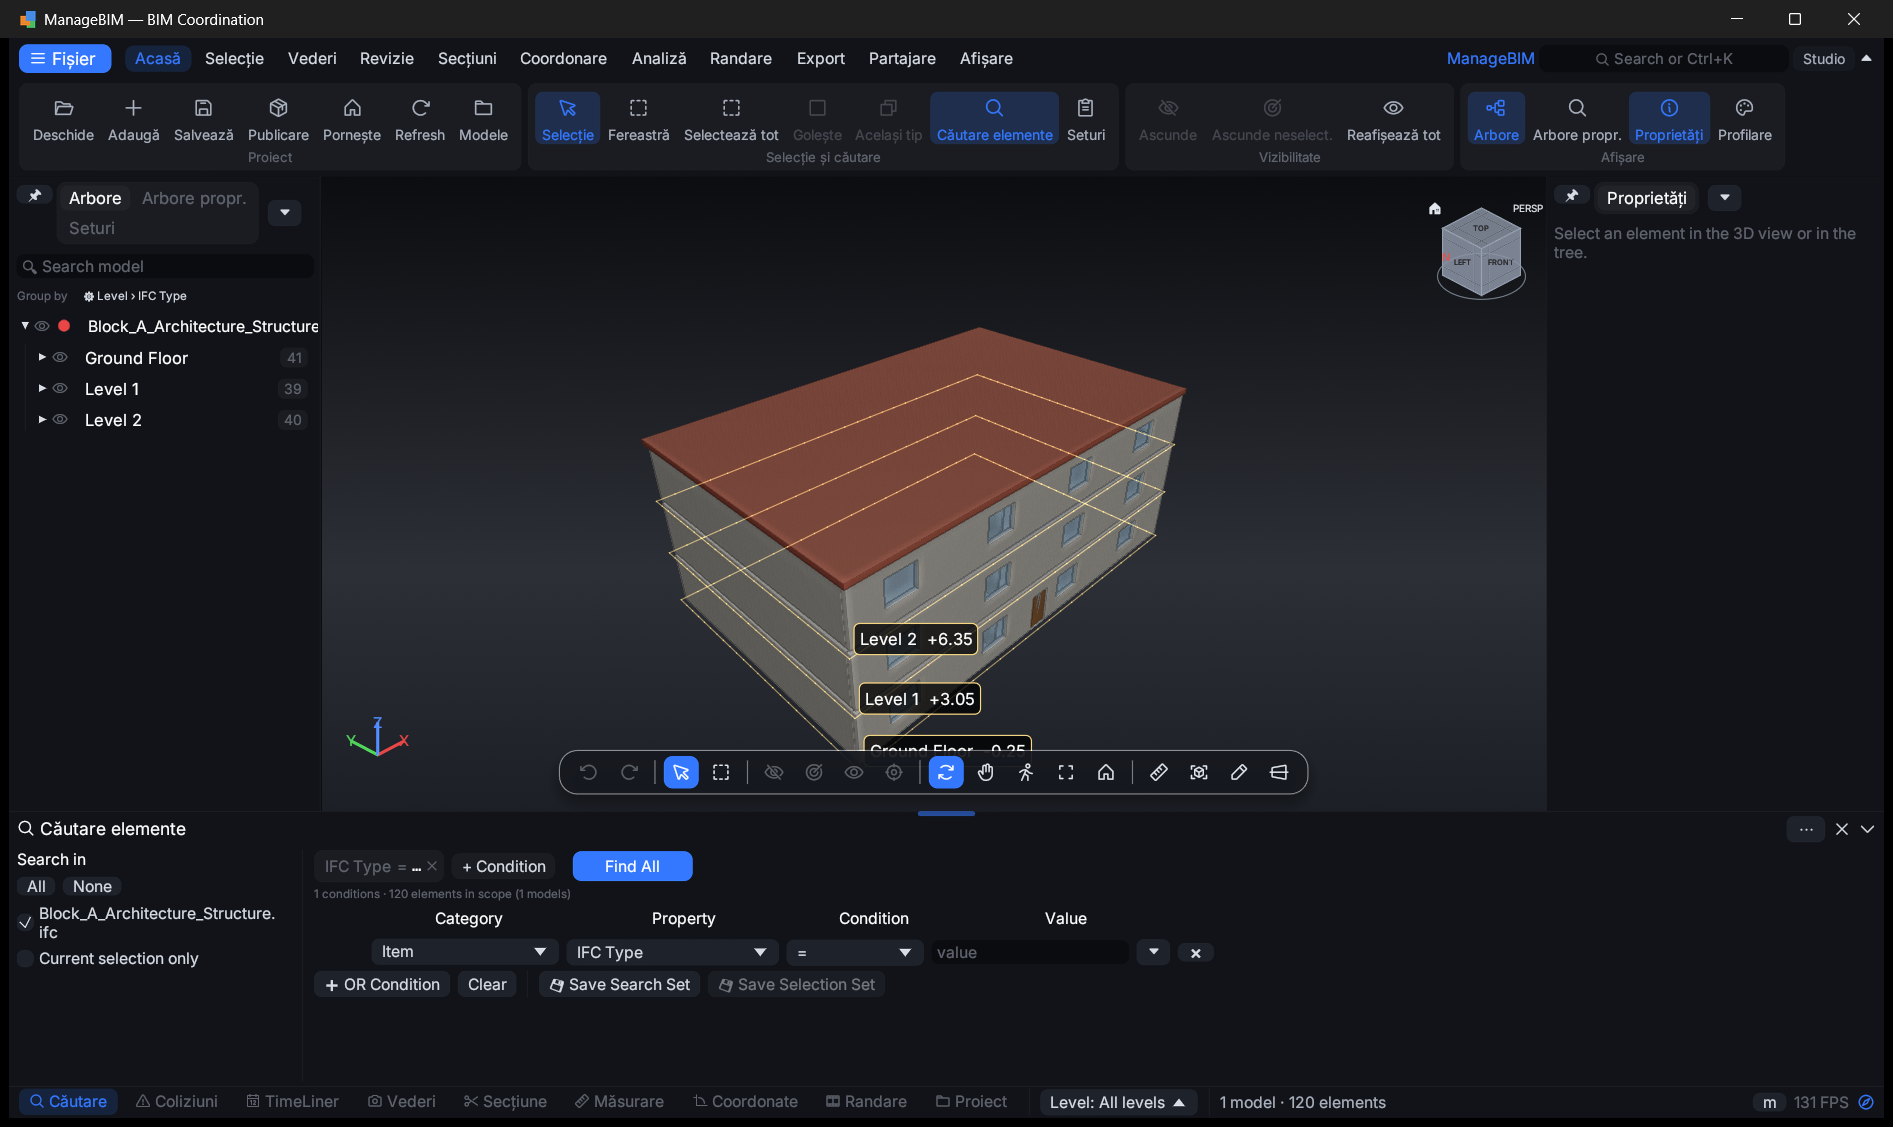 ManageBIM — BIM Coordination
Fișier Acasă Selecție Vederi Revizie Secțiuni Coordonare Analiză Randare Export Partajare Afișare ManageBIM Search or Ctrl+K Studio
Deschide Adaugă Salvează Publicare Pornește Refresh Modele Selecție Fereastră Selectează tot Golește Același tip Căutare elemente Seturi Ascunde Ascunde neselect. Reafișează tot Arbore Arbore propr. Proprietăți Profilare
Proiect Selecție și căutare Vizibilitate Afișare
Arbore Arbore propr.
Seturi
Search model
Group by Level › IFC Type
Block_A_Architecture_Structure
Ground Floor 41
Level 1 39
Level 2 40
PERSP
TOP
LEFT FRONT
Proprietăți
Select an element in the 3D view or in the
tree.
Level 2 +6.35
Level 1 +3.05
Ground Floor -0.25
Z
Y X
Căutare elemente
Search in
All None
Block_A_Architecture_Structure.
ifc
Current selection only
IFC Type = ... + Condition Find All
1 conditions · 120 elements in scope (1 models)
Category Property Condition Value
Item IFC Type = value
+ OR Condition Clear Save Search Set Save Selection Set
Căutare Coliziuni TimeLiner Vederi Secțiune Măsurare Coordonate Randare Proiect Level: All levels 1 model · 120 elements m 131 FPS